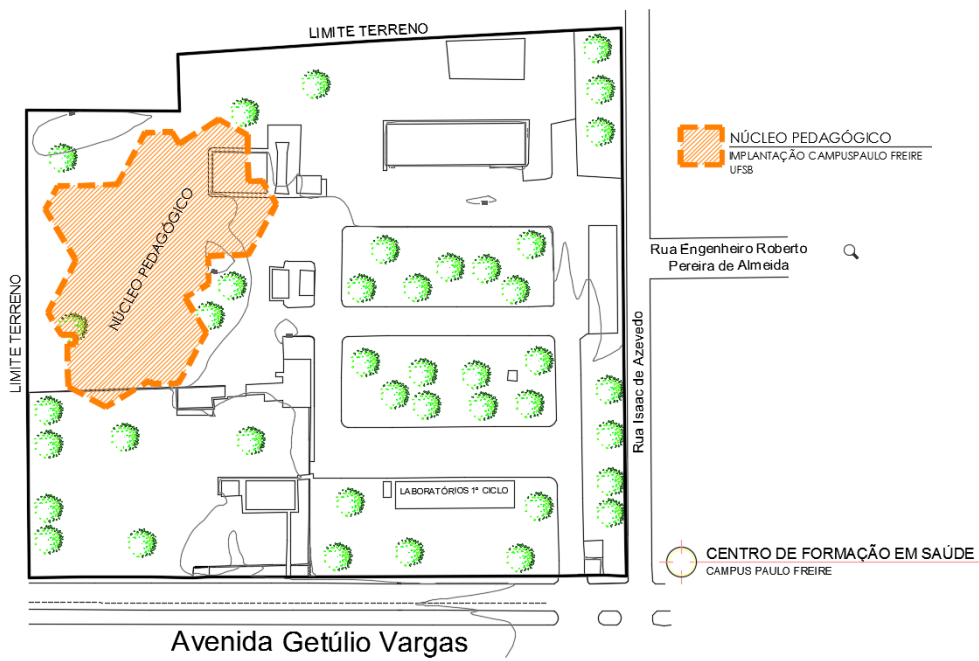 LIMITE TERRENO
NÚCLEO PEDAGÓGICO
IMPLANTAÇÃO CAMPUSPAULO FREIRE
UFSB
NÚCLEO PEDAGÓGICO
Rua Engenheiro Roberto
Pereira de Almeida
LIMITE TERRENO
Rua Isaac de Azevedo
LABORATÓRIOS 1º CICLO
CENTRO DE FORMAÇÃO EM SAÚDE
CAMPUS PAULO FREIRE
Avenida Getúlio Vargas